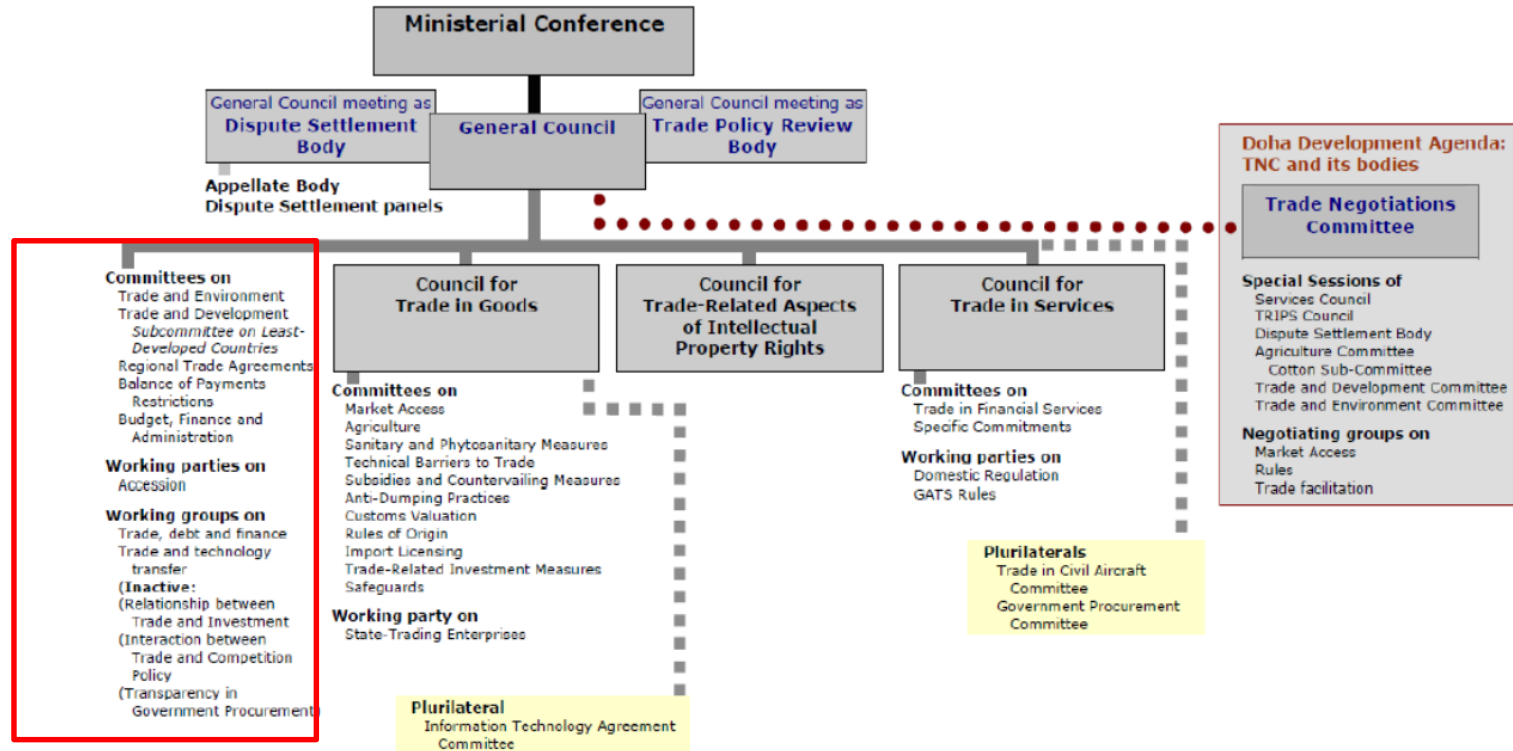 Ministerial Conference
General Council meeting as
Dispute Settlement
Body
General Council
General Council meeting as
Trade Policy Review
Body
Appellate Body
Dispute Settlement panels
Doha Development Agenda:
TNC and its bodies
Trade Negotiations
Committee
Special Sessions of
Services Council
TRIPS Council
Dispute Settlement Body
Agriculture Committee
Cotton Sub-Committee
Trade and Development Committee
Trade and Environment Committee
Negotiating groups on
Market Access
Rules
Trade facilitation
Committees on
Trade and Environment
Trade and Development
Subcommittee on Least-
Developed Countries
Regional Trade Agreements
Balance of Payments
Restrictions
Budget, Finance and
Administration
Working parties on
Accession
Working groups on
Trade, debt and finance
Trade and technology
transfer
(Inactive:
(Relationship between
Trade and Investment
(Interaction between
Trade and Competition
Policy
(Transparency in
Government Procurement)
Council for
Trade in Goods
Committees on
Market Access
Agriculture
Sanitary and Phytosanitary Measures
Technical Barriers to Trade
Subsidies and Countervailing Measures
Anti-Dumping Practices
Customs Valuation
Rules of Origin
Import Licensing
Trade-Related Investment Measures
Safeguards
Working party on
State-Trading Enterprises
Plurilateral
Information Technology Agreement
Committee
Council for
Trade-Related Aspects
of Intellectual
Property Rights
Council for
Trade in Services
Committees on
Trade in Financial Services
Specific Commitments
Working parties on
Domestic Regulation
GATS Rules
Plurilaterals
Trade in Civil Aircraft
Committee
Government Procurement
Committee